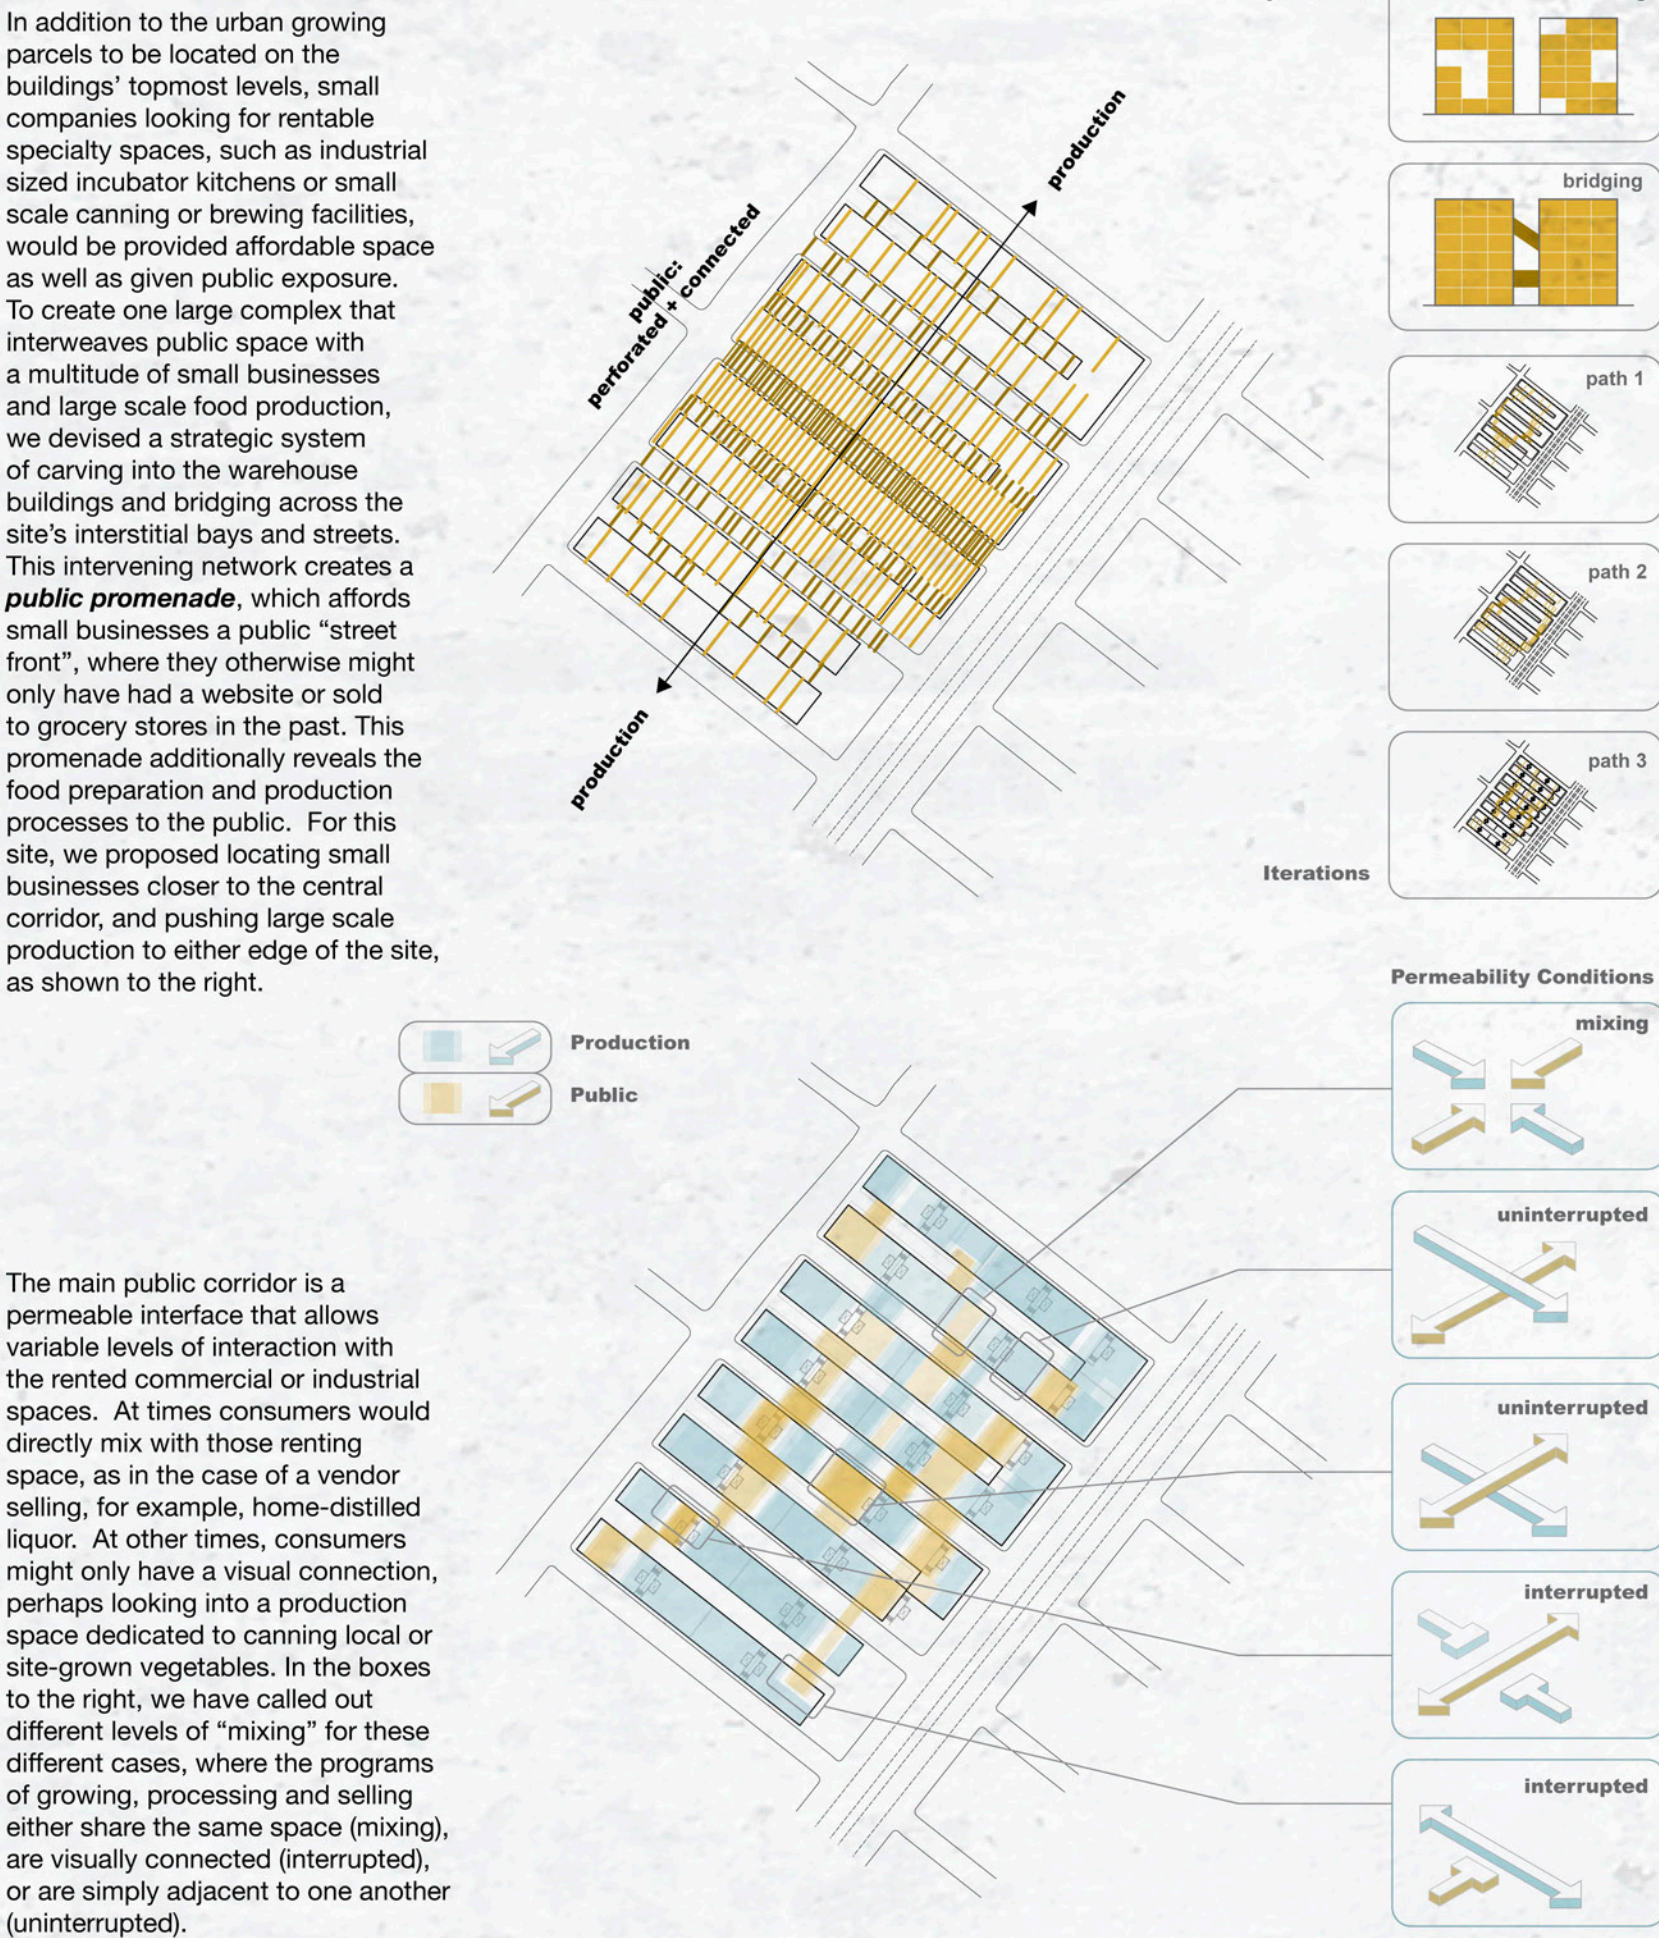 In addition to the urban growing
parcels to be located on the
buildings’ topmost levels, small
companies looking for rentable
specialty spaces, such as industrial
sized incubator kitchens or small
scale canning or brewing facilities,
would be provided affordable space
as well as given public exposure.
To create one large complex that
interweaves public space with
a multitude of small businesses
and large scale food production,
we devised a strategic system
of carving into the warehouse
buildings and bridging across the
site’s interstitial bays and streets.
This intervening network creates a
public promenade, which affords
small businesses a public “street
front”, where they otherwise might
only have had a website or sold
to grocery stores in the past. This
promenade additionally reveals the
food preparation and production
processes to the public.  For this
site, we proposed locating small
businesses closer to the central
corridor, and pushing large scale
production to either edge of the site,
as shown to the right.
production
public:
perforated + connected
production
bridging
path 1
path 2
path 3
Iterations
Production
Public
Permeability Conditions
mixing
uninterrupted
uninterrupted
interrupted
interrupted
The main public corridor is a
permeable interface that allows
variable levels of interaction with
the rented commercial or industrial
spaces.  At times consumers would
directly mix with those renting
space, as in the case of a vendor
selling, for example, home-distilled
liquor.  At other times, consumers
might only have a visual connection,
perhaps looking into a production
space dedicated to canning local or
site-grown vegetables. In the boxes
to the right, we have called out
different levels of “mixing” for these
different cases, where the programs
of growing, processing and selling
either share the same space (mixing),
are visually connected (interrupted),
or are simply adjacent to one another
(uninterrupted).